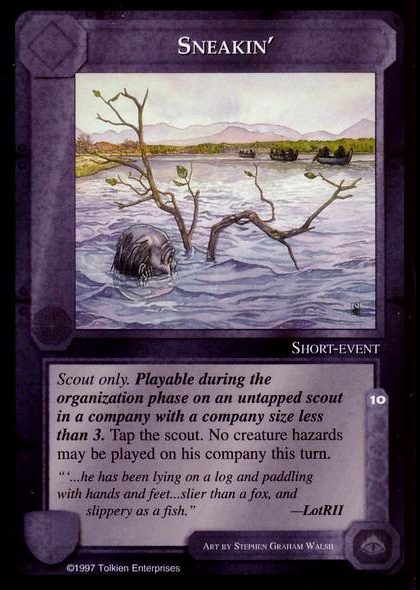 SNEAKIN'
SHORT-EVENT
Scout only. Playable during the
organization phase on an untapped scout
in a company with a company size less
than 3. Tap the scout. No creature hazards
may be played on his company this turn.
10
"‘...he has been lying on a log and paddling
with hands and feet...slier than a fox, and
slippery as a fish.”
—LotRII
ART BY STEPHEN GRAHAM WALSH
©1997 Tolkien Enterprises